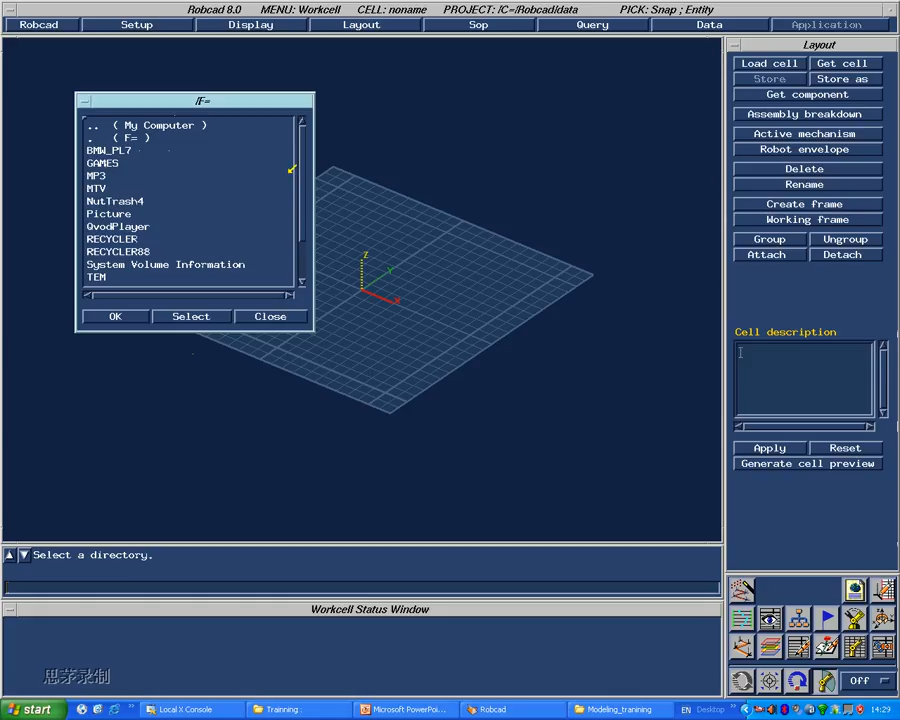 Robcad 8.0 MENU: Workcell CELL: noname PROJECT: /C=/Robcad/data PICK: Snap ; Entity
Robcad Setup Display Layout Sop Query Data Application
Layout
Load cell Get cell
Store Store as
Get component
Assembly breakdown
Active mechanism
Robot envelope
Delete
Rename
Create frame
Working frame
Group Ungroup
Attach Detach
Cell description
Apply Reset
Generate cell preview
/F=
.. ( My Computer )
. ( F= )
BMW_PL7
GAMES
MP3
MTV
NutTrash4
Picture
QvodPlayer
RECYCLER
RECYCLER88
System Volume Information
TEM
OK Select Close
Z
Y
X
Select a directory.
Workcell Status Window
思茅录制
Off
start Local X Console Trainning : Microsoft PowerPoi... Robcad Modeling_tranining EN Desktop » 14:29